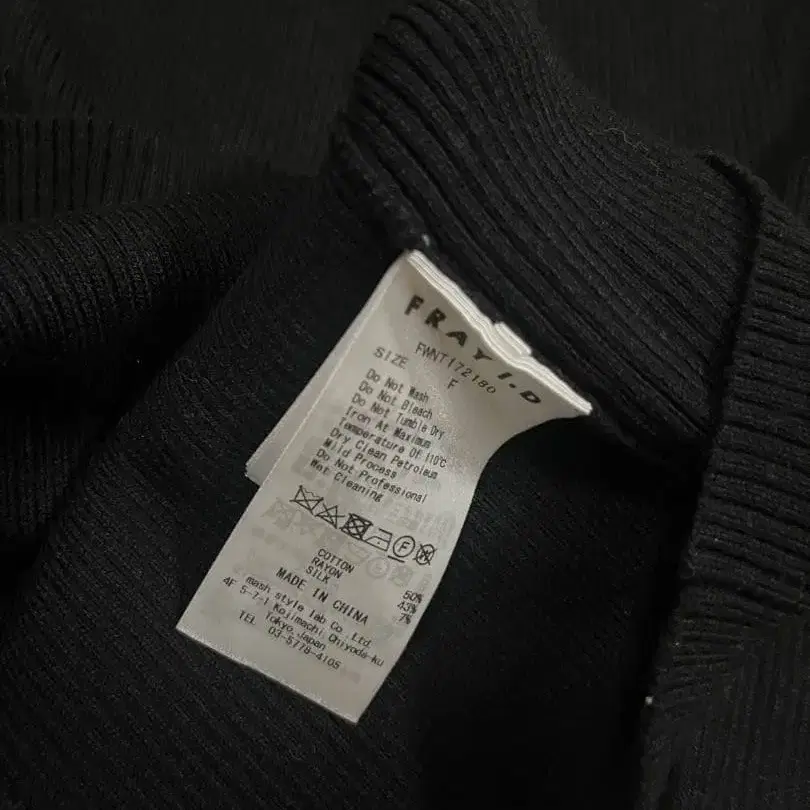 FRAY I.D
FWNT172180
SIZE F
Do Not Wash
Do Not Bleach
Do Not Tumble Dry
Iron At Maximum
Temperature Of 110℃
Dry Clean Petroleum
Mild Process
Do Not Professional
Wet Cleaning
F
COTTON 50%
RAYON 43%
SILK 7%
MADE IN CHINA
mash style lab Co., Ltd.
4F 5-7-1 Kojimachi, Chiyoda-ku
Tokyo, Japan
TEL 03-5778-4105